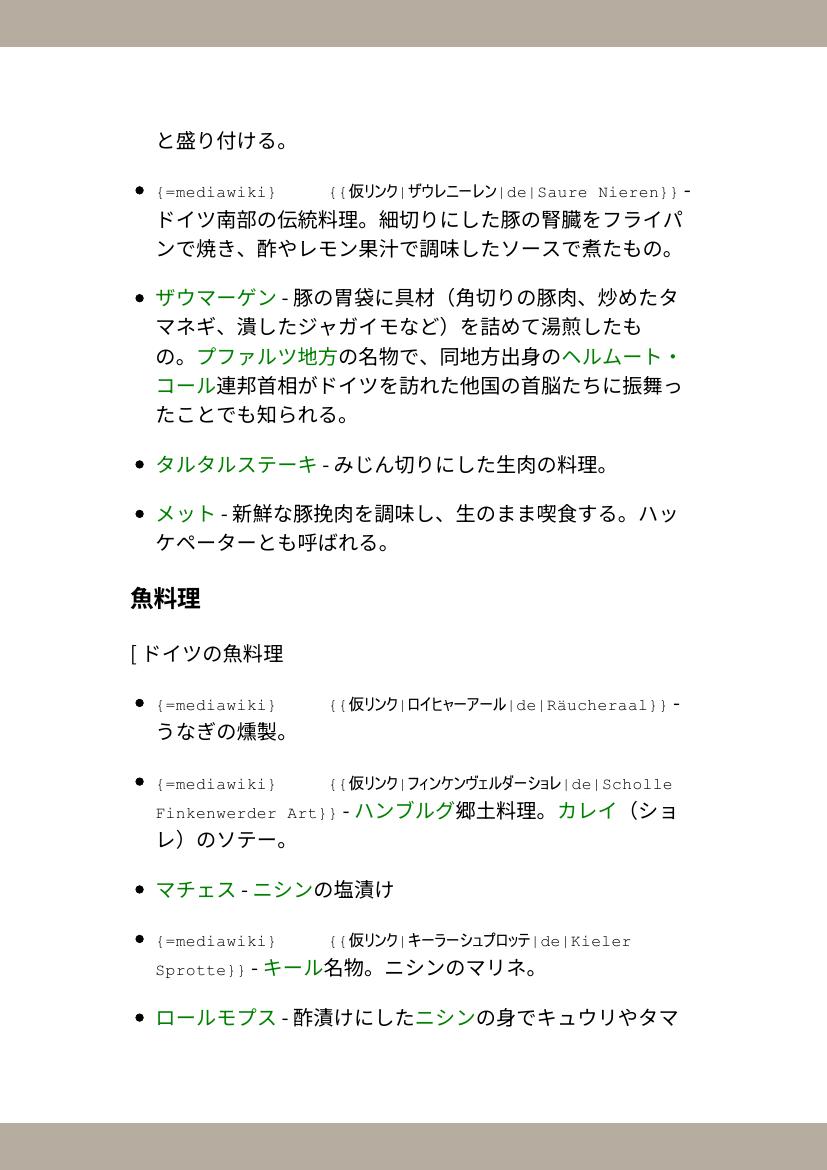 と盛り付ける。
• {=mediawiki} {{仮リンク|ザウレニーレン|de|Saure Nieren}} -
ドイツ南部の伝統料理。細切りにした豚の腎臓をフライパ
ンで焼き、酢やレモン果汁で調味したソースで煮たもの。
• ザウマーゲン - 豚の胃袋に具材（角切りの豚肉、炒めたタ
マネギ、潰したジャガイモなど）を詰めて湯煎したも
の。プファルツ地方の名物で、同地方出身のヘルムート・
コール連邦首相がドイツを訪れた他国の首脳たちに振舞っ
たことでも知られる。
• タルタルステーキ - みじん切りにした生肉の料理。
• メット - 新鮮な豚挽肉を調味し、生のまま喫食する。ハッ
ケペーターとも呼ばれる。
魚料理
[ ドイツの魚料理
• {=mediawiki} {{仮リンク|ロイヒャーアール|de|Räucheraal}} -
うなぎの燻製。
• {=mediawiki} {{仮リンク|フィンケンヴェルダーショレ|de|Scholle
Finkenwerder Art}} - ハンブルグ郷土料理。カレイ（ショ
レ）のソテー。
• マチェス - ニシンの塩漬け
• {=mediawiki} {{仮リンク|キーラーシュプロッテ|de|Kieler
Sprotte}} - キール名物。ニシンのマリネ。
• ロールモプス - 酢漬けにしたニシンの身でキュウリやタマ